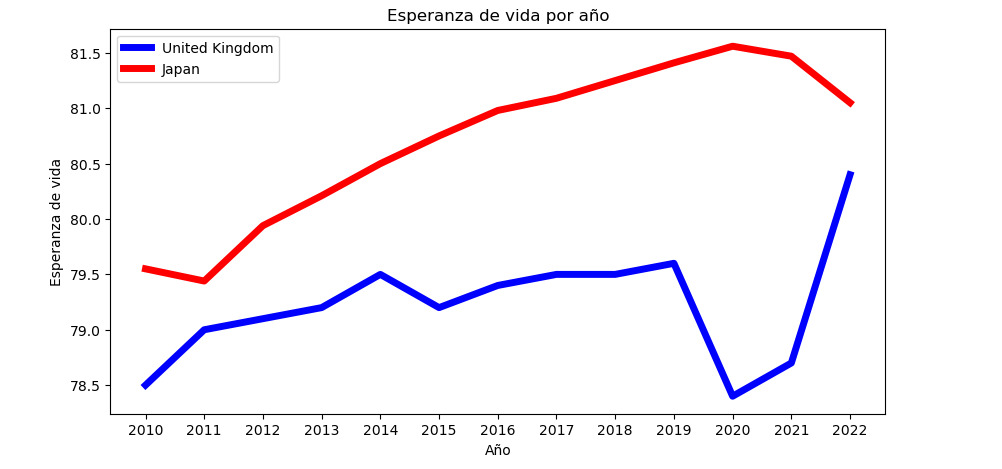 Esperanza de vida por año
United Kingdom
Japan
Esperanza de vida
81.5
81.0
80.5
80.0
79.5
79.0
78.5
2010 2011 2012 2013 2014 2015 2016 2017 2018 2019 2020 2021 2022
Año